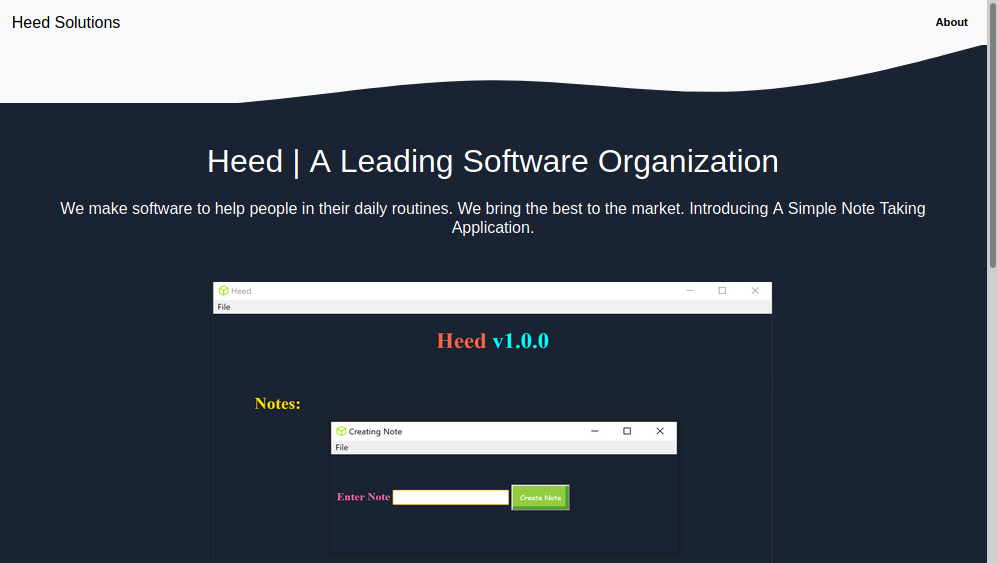 Heed Solutions
About
Heed | A Leading Software Organization
We make software to help people in their daily routines. We bring the best to the market. Introducing A Simple Note Taking
Application.
Heed
File
Heed v1.0.0
Notes:
Creating Note
File
Enter Note
Create Note